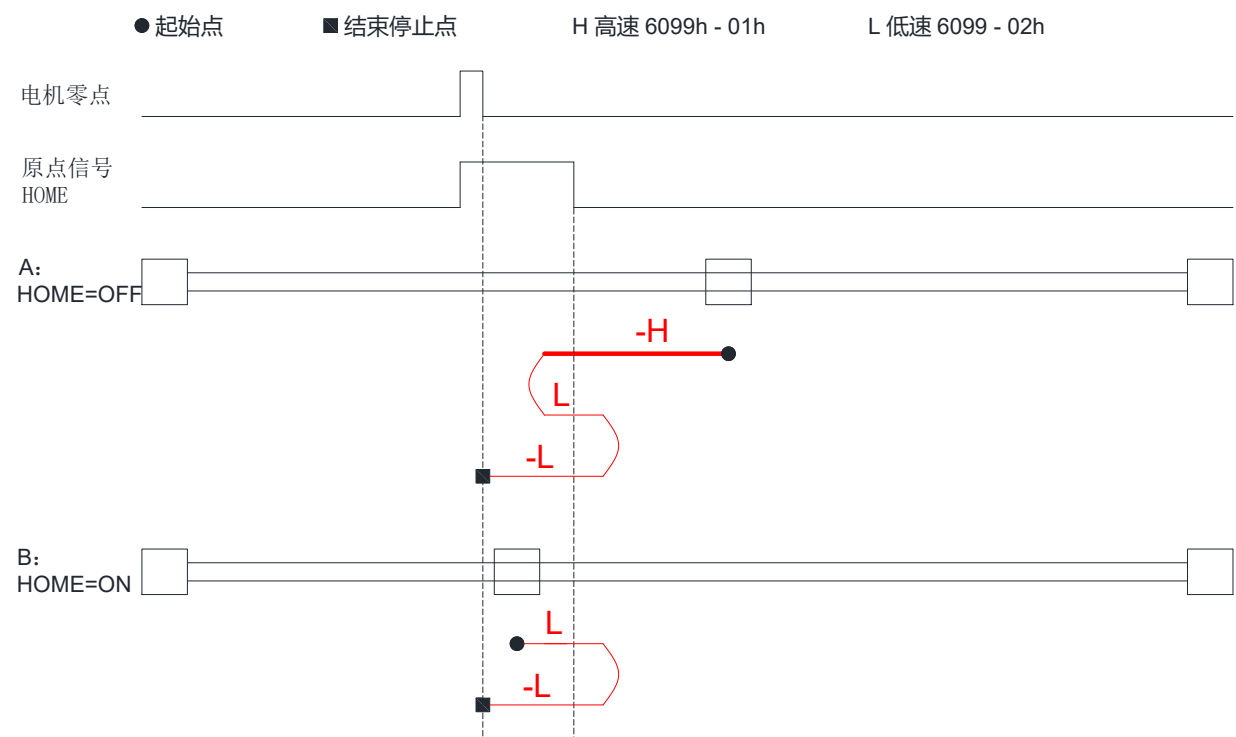 起始点
结束停止点
H 高速 6099h - 01h
L 低速 6099 - 02h
电机零点
原点信号
HOME
A:
HOME=OFF
-H
L
-L
B:
HOME=ON
L
-L